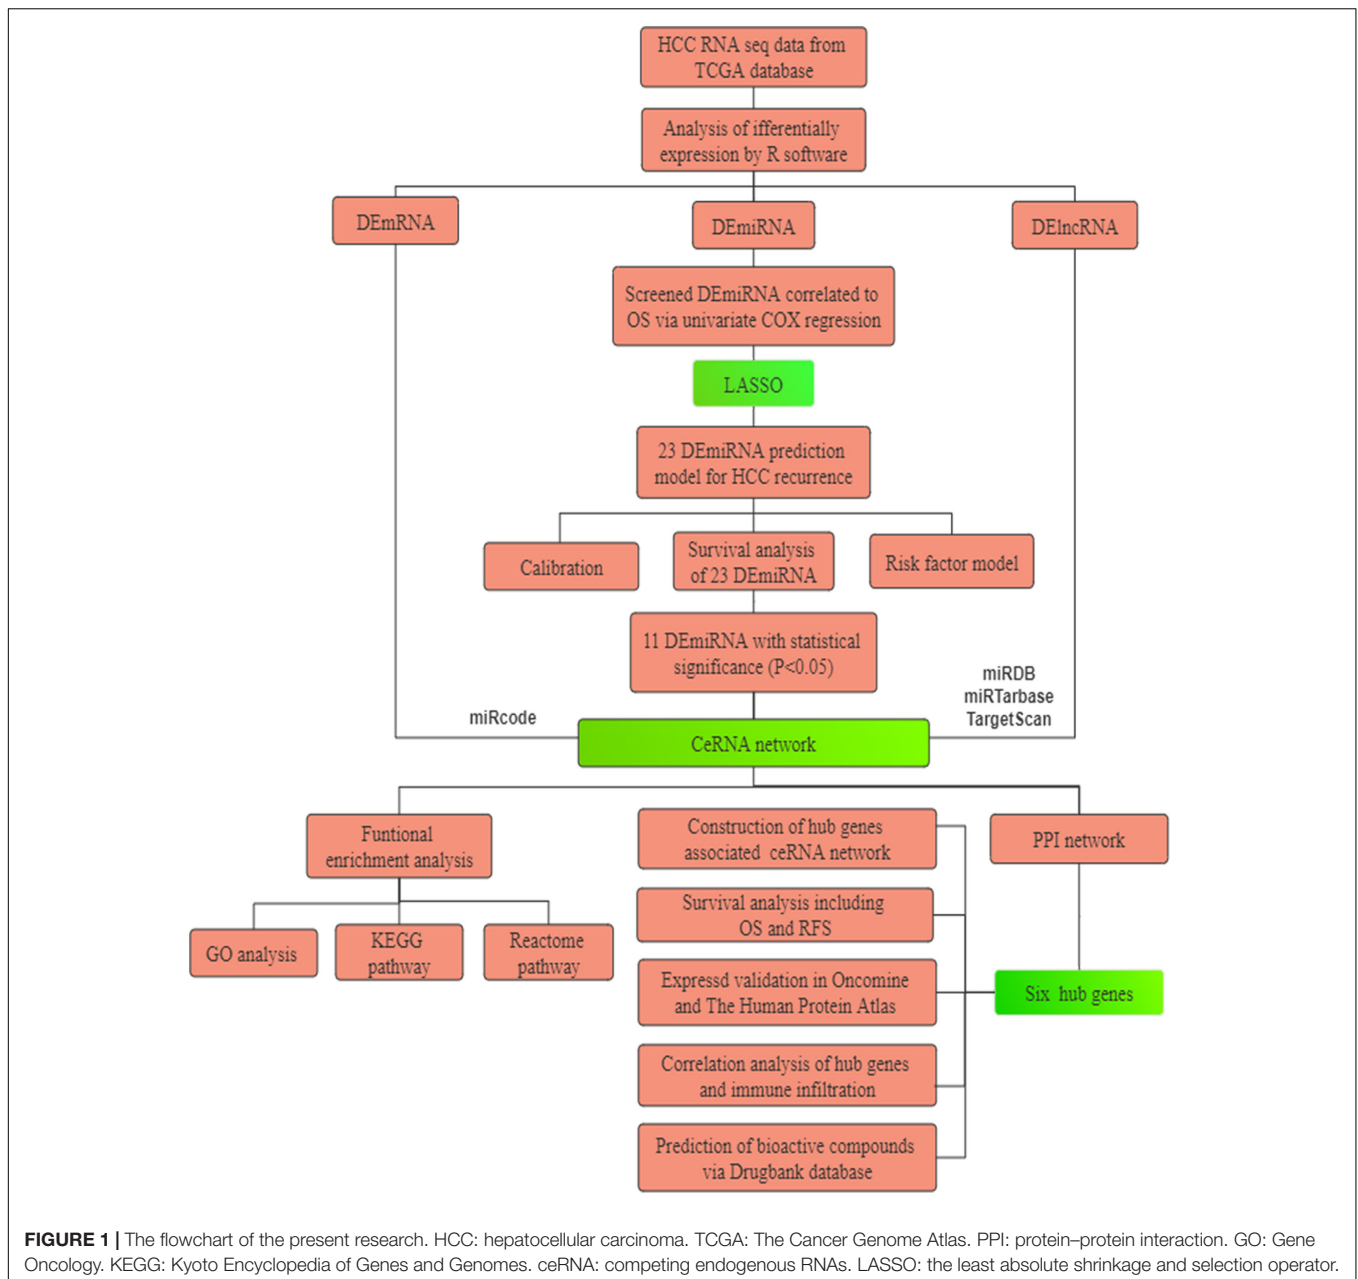 HCC RNA seq data from
TCGA database
Analysis of ifferentially
expression by R software
DEmRNA
DEmiRNA
DElncRNA
Screened DEmiRNA correlated to
OS via univariate COX regression
LASSO
23 DEmiRNA prediction
model for HCC recurrence
Calibration
Survival analysis
of 23 DEmiRNA
Risk factor model
11 DEmiRNA with statistical
significance (P<0.05)
miRcode
miRDB
miRTarbase
TargetScan
CeRNA network
Funtional
enrichment analysis
GO analysis
KEGG
pathway
Reactome
pathway
Construction of hub genes
associated ceRNA network
Survival analysis including
OS and RFS
Expressd validation in Oncomine
and The Human Protein Atlas
Correlation analysis of hub genes
and immune infiltration
Prediction of bioactive compounds
via Drugbank database
PPI network
Six hub genes
FIGURE 1 | The flowchart of the present research. HCC: hepatocellular carcinoma. TCGA: The Cancer Genome Atlas. PPI: protein–protein interaction. GO: Gene
Oncology. KEGG: Kyoto Encyclopedia of Genes and Genomes. ceRNA: competing endogenous RNAs. LASSO: the least absolute shrinkage and selection operator.